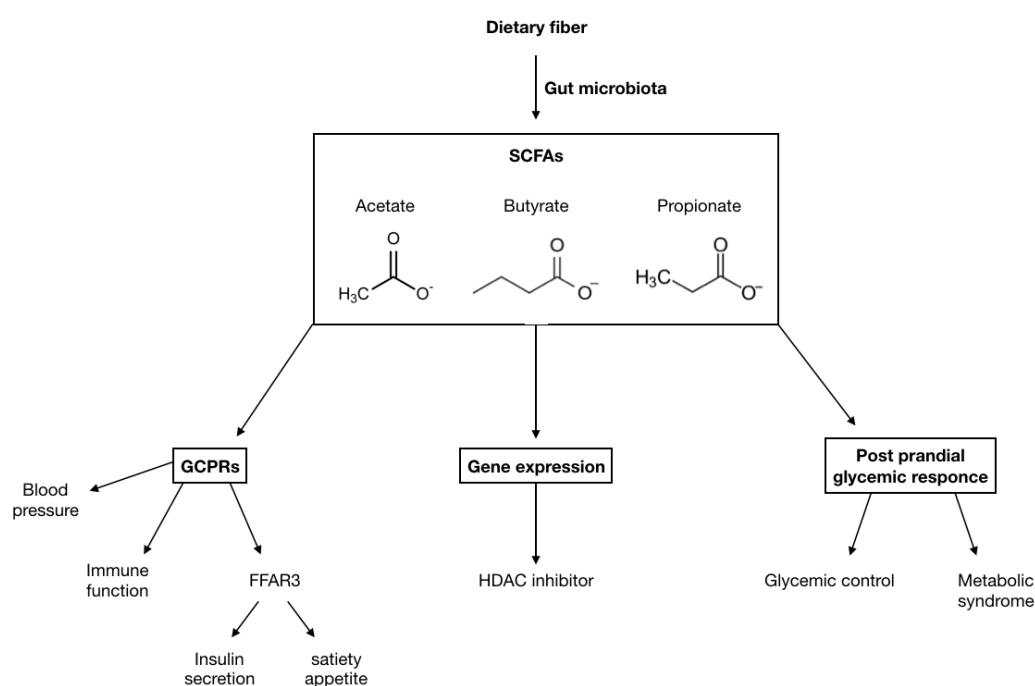 Dietary fiber
Gut microbiota
SCFAs
Acetate
Butyrate
Propionate
O
H₃C
O⁻
O
O⁻
O
H₃C
O⁻
GCPRs
Gene expression
Post prandial
glycemic responce
Blood
pressure
Immune
function
FFAR3
HDAC inhibitor
Glycemic control
Metabolic
syndrome
Insulin
secretion
satiety
appetite